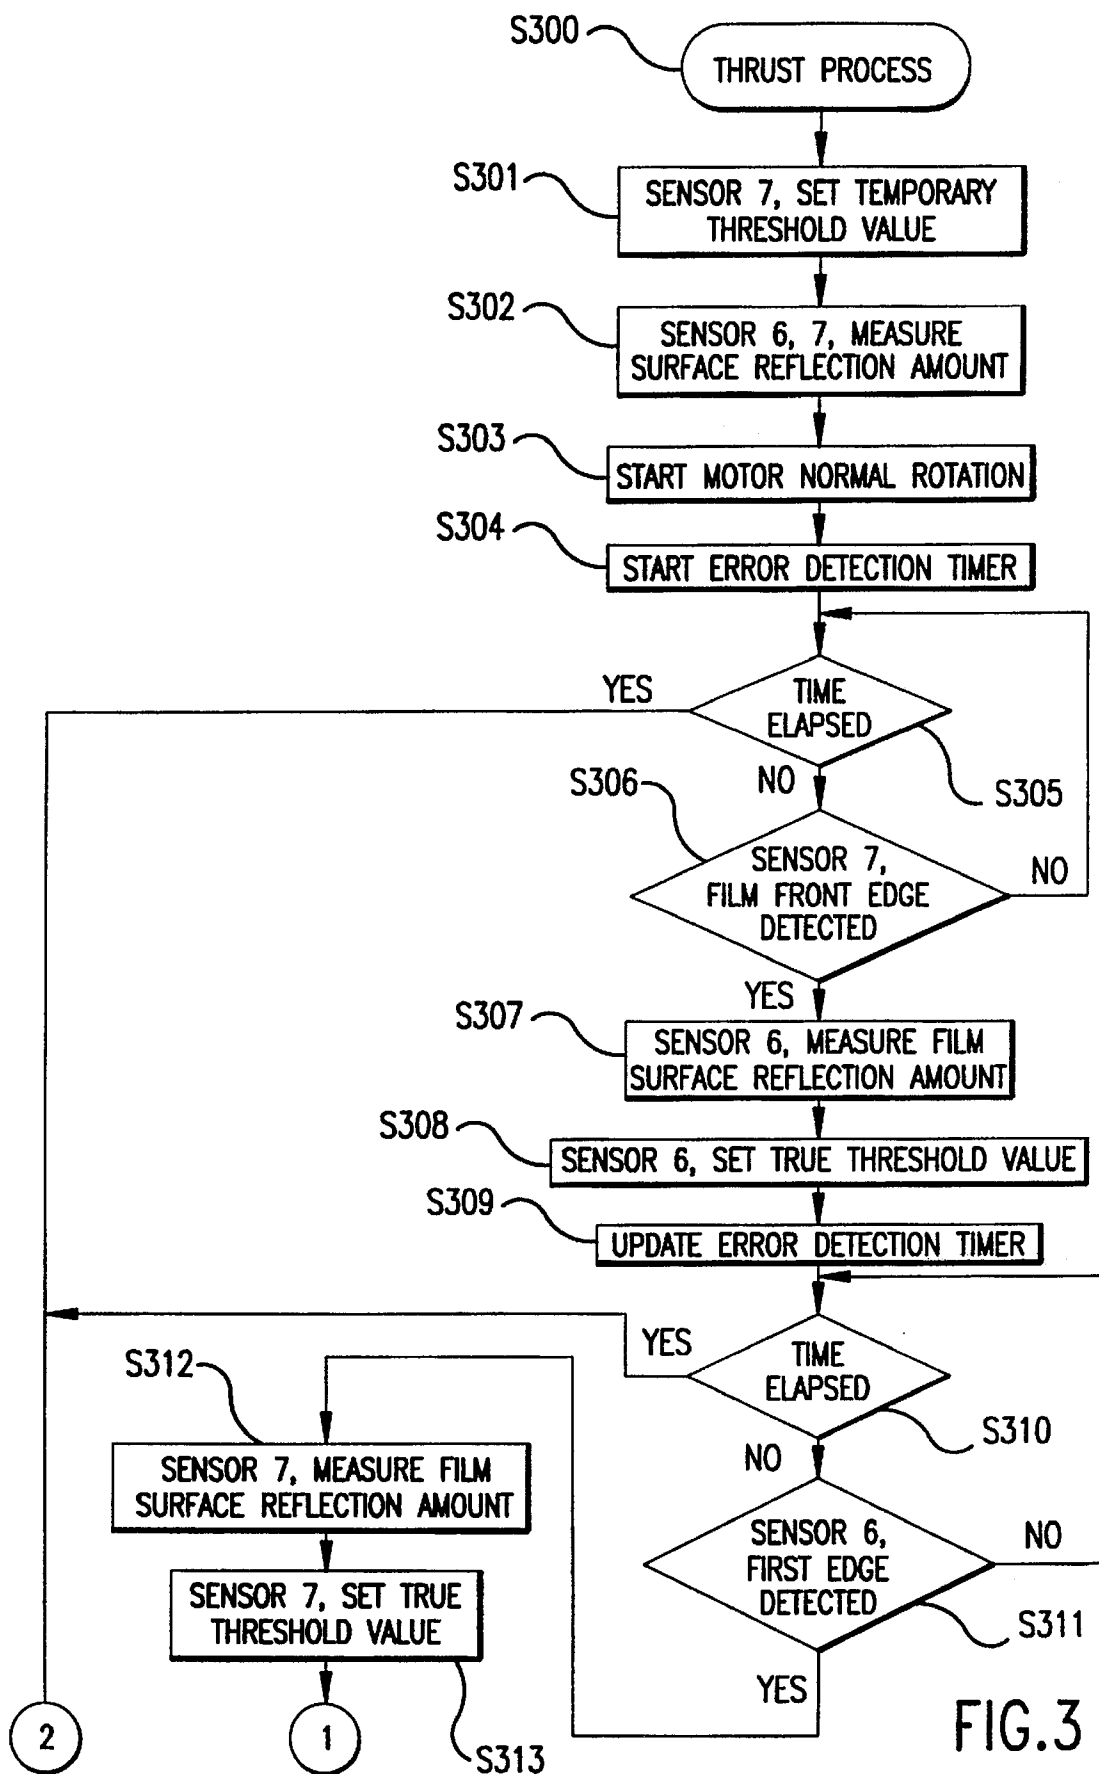 S300
THRUST PROCESS
S301
SENSOR 7, SET TEMPORARY
THRESHOLD VALUE
S302
SENSOR 6, 7, MEASURE
SURFACE REFLECTION AMOUNT
S303
START MOTOR NORMAL ROTATION
S304
START ERROR DETECTION TIMER
YES
TIME
ELAPSED
S305
NO
S306
SENSOR 7,
FILM FRONT EDGE
DETECTED
NO
YES
S307
SENSOR 6, MEASURE FILM
SURFACE REFLECTION AMOUNT
S308
SENSOR 6, SET TRUE THRESHOLD VALUE
S309
UPDATE ERROR DETECTION TIMER
YES
TIME
ELAPSED
S310
NO
SENSOR 6,
FIRST EDGE
DETECTED
NO
S311
YES
S312
SENSOR 7, MEASURE FILM
SURFACE REFLECTION AMOUNT
SENSOR 7, SET TRUE
THRESHOLD VALUE
S313
2
1
FIG.3